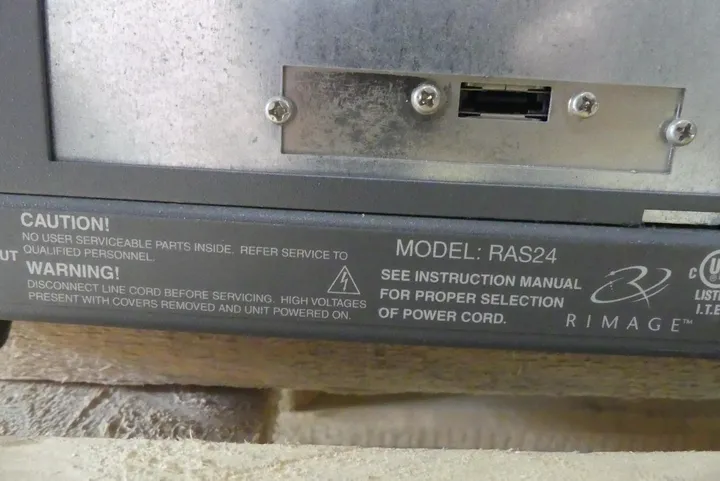 CAUTION!
NO USER SERVICEABLE PARTS INSIDE. REFER SERVICE TO
QUALIFIED PERSONNEL.
UT
WARNING!
DISCONNECT LINE CORD BEFORE SERVICING. HIGH VOLTAGES
PRESENT WITH COVERS REMOVED AND UNIT POWERED ON.
MODEL: RAS24
SEE INSTRUCTION MANUAL
FOR PROPER SELECTION
OF POWER CORD.
RIMAGE™
c
LIST
I.T.E